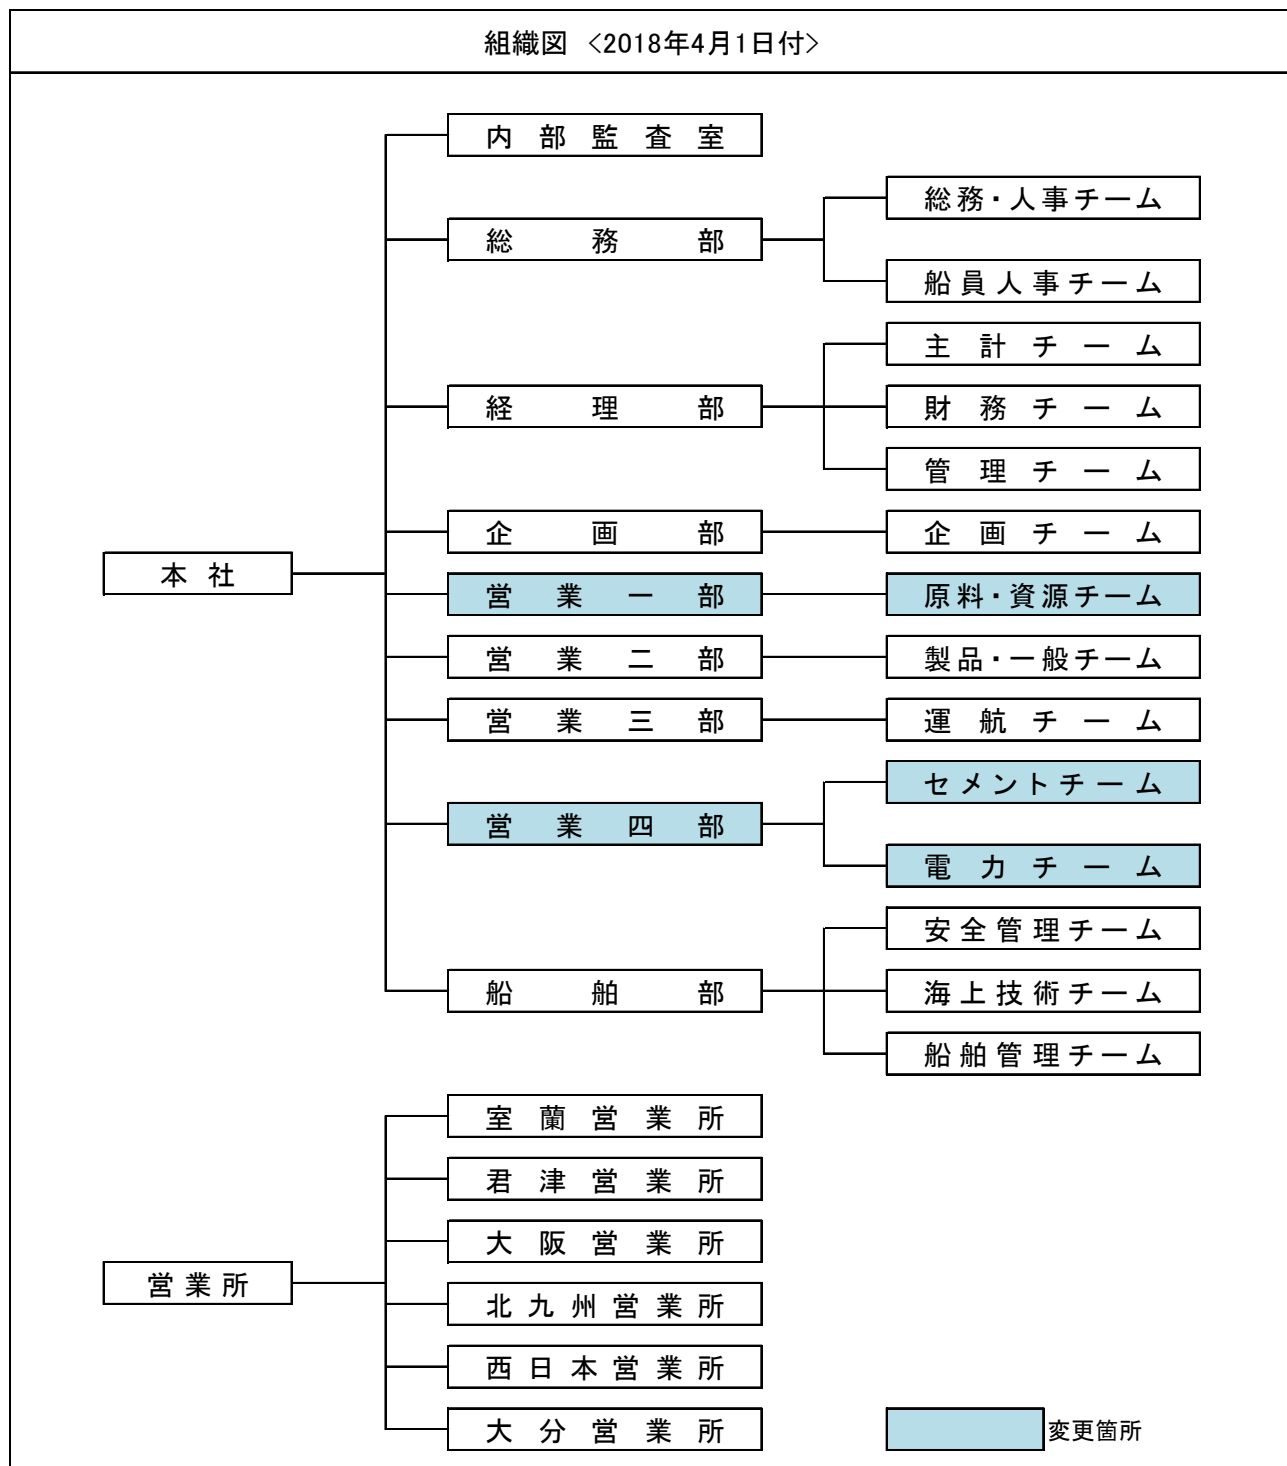 組織図 <2018年4月1日付>
内部監査室
総務・人事チーム
総務部
船員人事チーム
主計チーム
経理部
財務チーム
管理チーム
企画部
企画チーム
本社
営業一部
原料・資源チーム
営業二部
製品・一般チーム
営業三部
運航チーム
セメントチーム
営業四部
電力チーム
安全管理チーム
船舶部
海上技術チーム
船舶管理チーム
室蘭営業所
君津営業所
大阪営業所
営業所
北九州営業所
西日本営業所
大分営業所
変更箇所